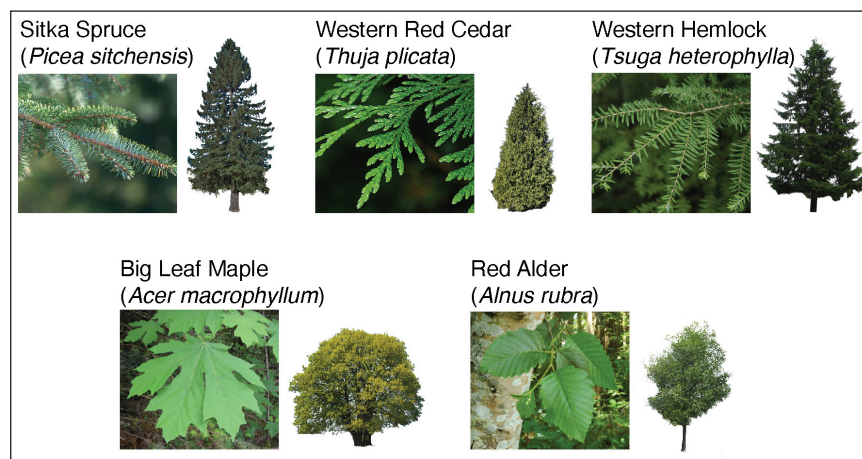 Sitka Spruce
(Picea sitchensis)
Western Red Cedar
(Thuja plicata)
Western Hemlock
(Tsuga heterophylla)
Big Leaf Maple
(Acer macrophyllum)
Red Alder
(Alnus rubra)